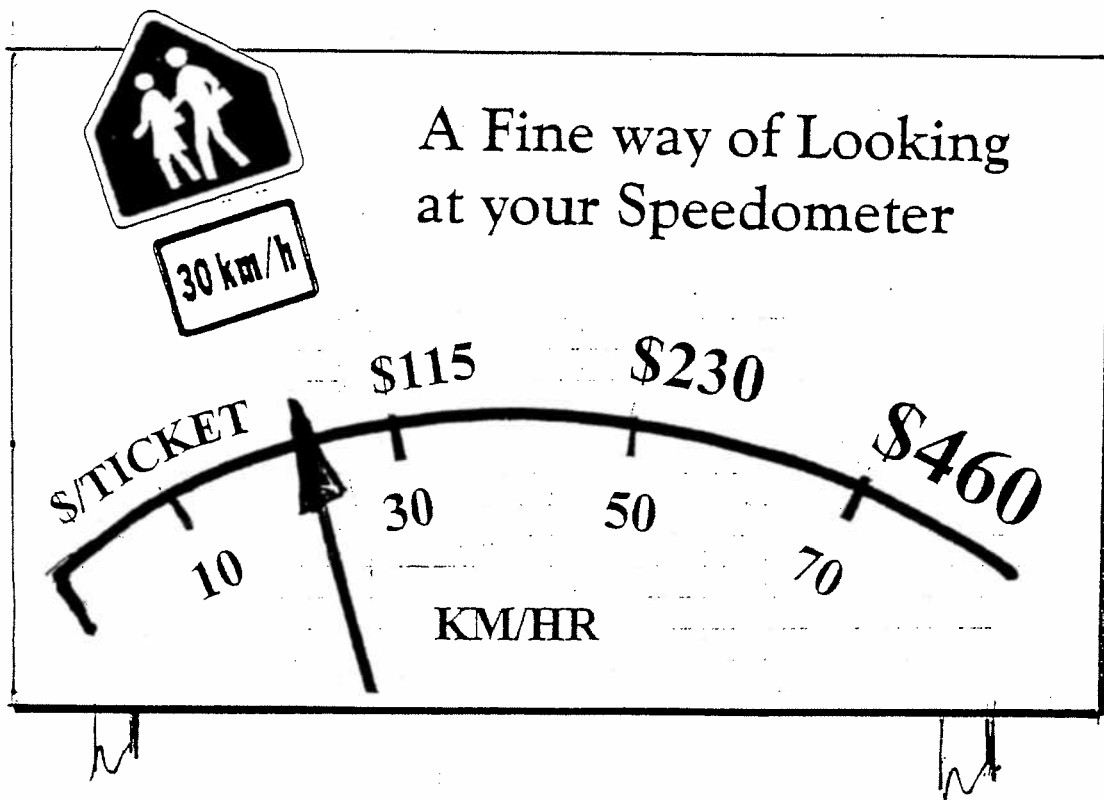 A Fine way of Looking
at your Speedometer
30 km/h
$/TICKET
$115
$230
$460
10
30
50
70
KM/HR